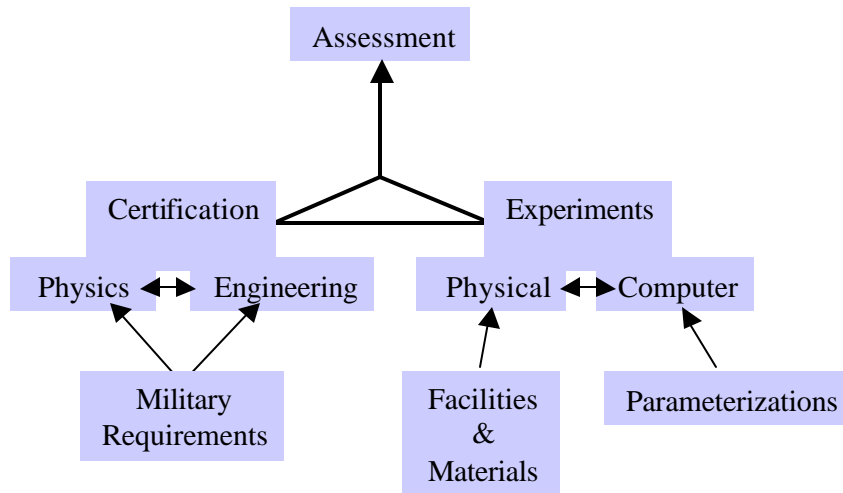 Assessment
Certification
Experiments
Physics
Engineering
Physical
Computer
Military
Requirements
Facilities
&
Materials
Parameterizations